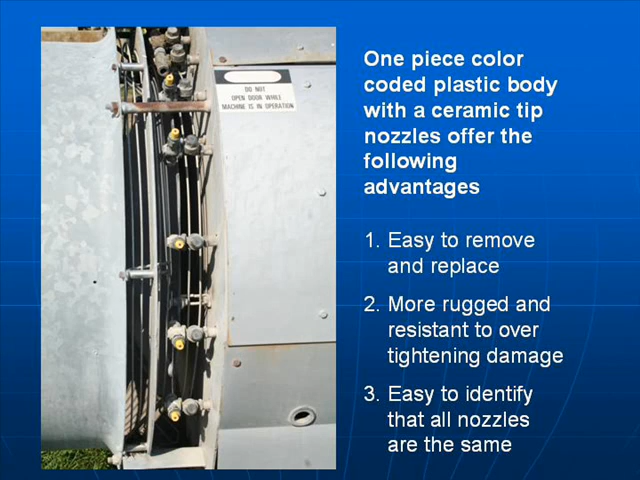 One piece color
coded plastic body
with a ceramic tip
nozzles offer the
following
advantages
1. Easy to remove
and replace
2. More rugged and
resistant to over
tightening damage
3. Easy to identify
that all nozzles
are the same
DO NOT
OPEN DOOR WHILE
MACHINE IS IN OPERATION